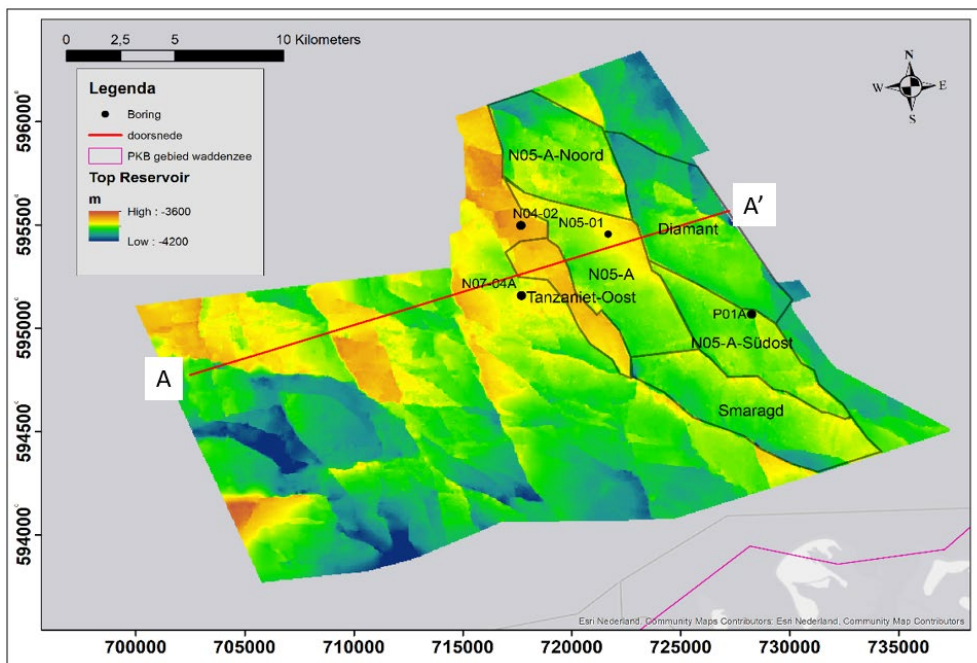 0 2,5 5 10 Kilometers
N
W E
S
Legenda
Boring
doorsnede
PKB gebied waddenzee
Top Reservoir
m
High : -3600
Low : -4200
N05-A-Noord
A'
N04-02
N05-01
Diamant
N05-A
N07-04A
Tanzaniet-Oost
P01A
N05-A-Südost
A
Smaragd
596000
595500
595000
594500
594000
Esri Nederland, Community Maps Contributors: Esri Nederland, Community Maps Contributors
700000 705000 710000 715000 720000 725000 730000 735000